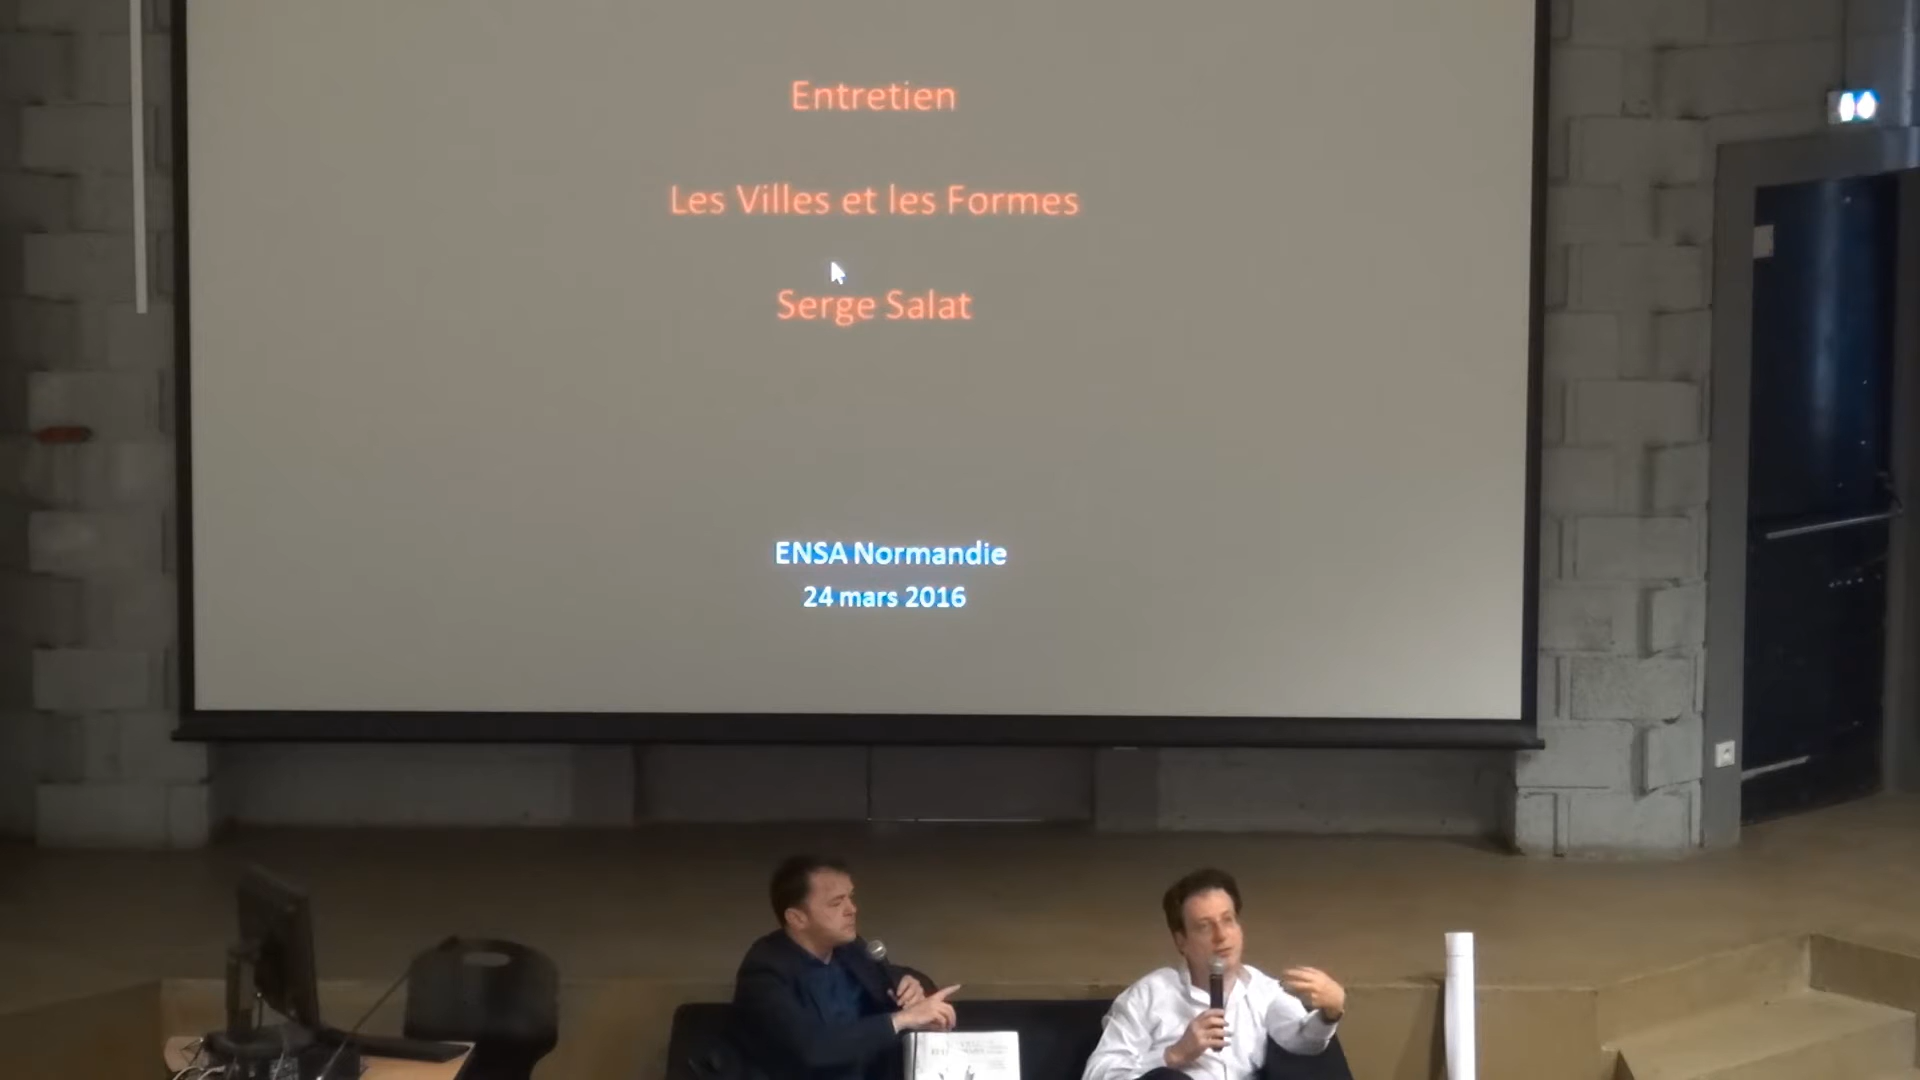 Entretien
Les Villes et les Formes
Serge Salat
ENSA Normandie
24 mars 2016